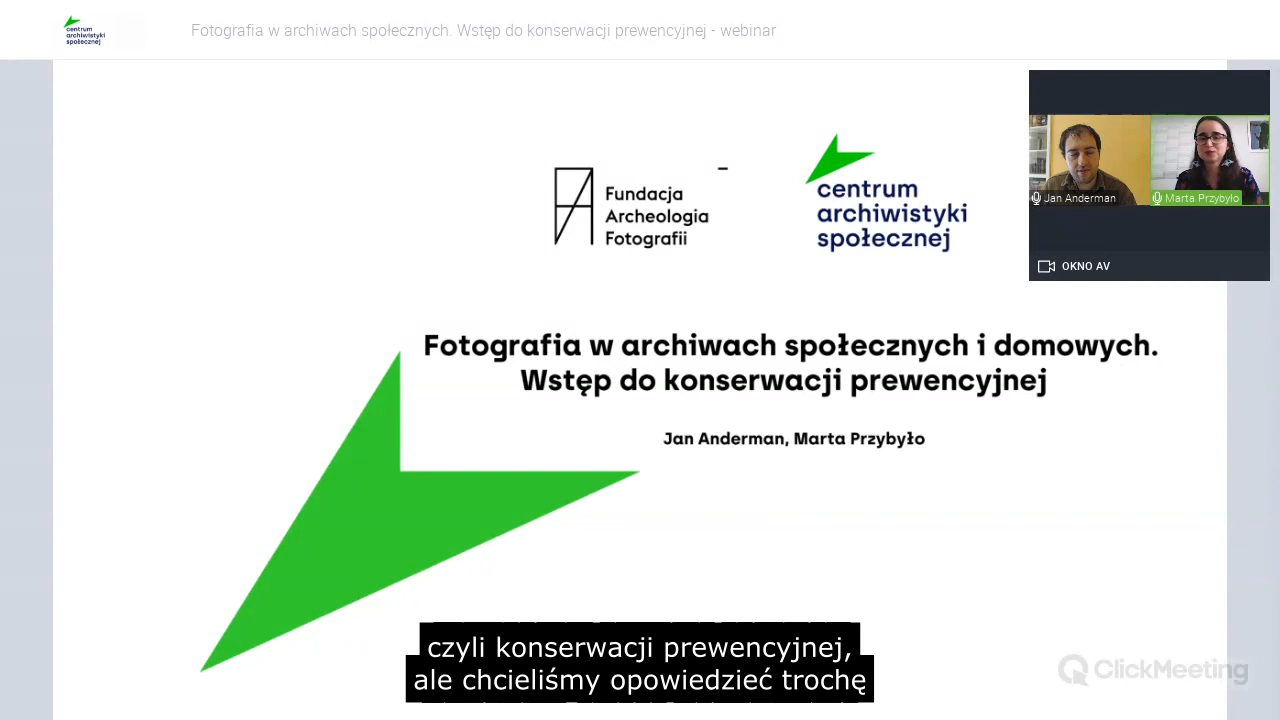 centrum
archiwistyki
społecznej
Fotografia w archiwach społecznych. Wstęp do konserwacji prewencyjnej - webinar
Fundacja
Archeologia
Fotografii
centrum
archiwistyki
społecznej
Jan Anderman
Marta Przybyło
OKNO AV
Fotografia w archiwach społecznych i domowych.
Wstęp do konserwacji prewencyjnej
Jan Anderman, Marta Przybyło
czyli konserwacji prewencyjnej,
ale chcieliśmy opowiedzieć trochę
ClickMeeting